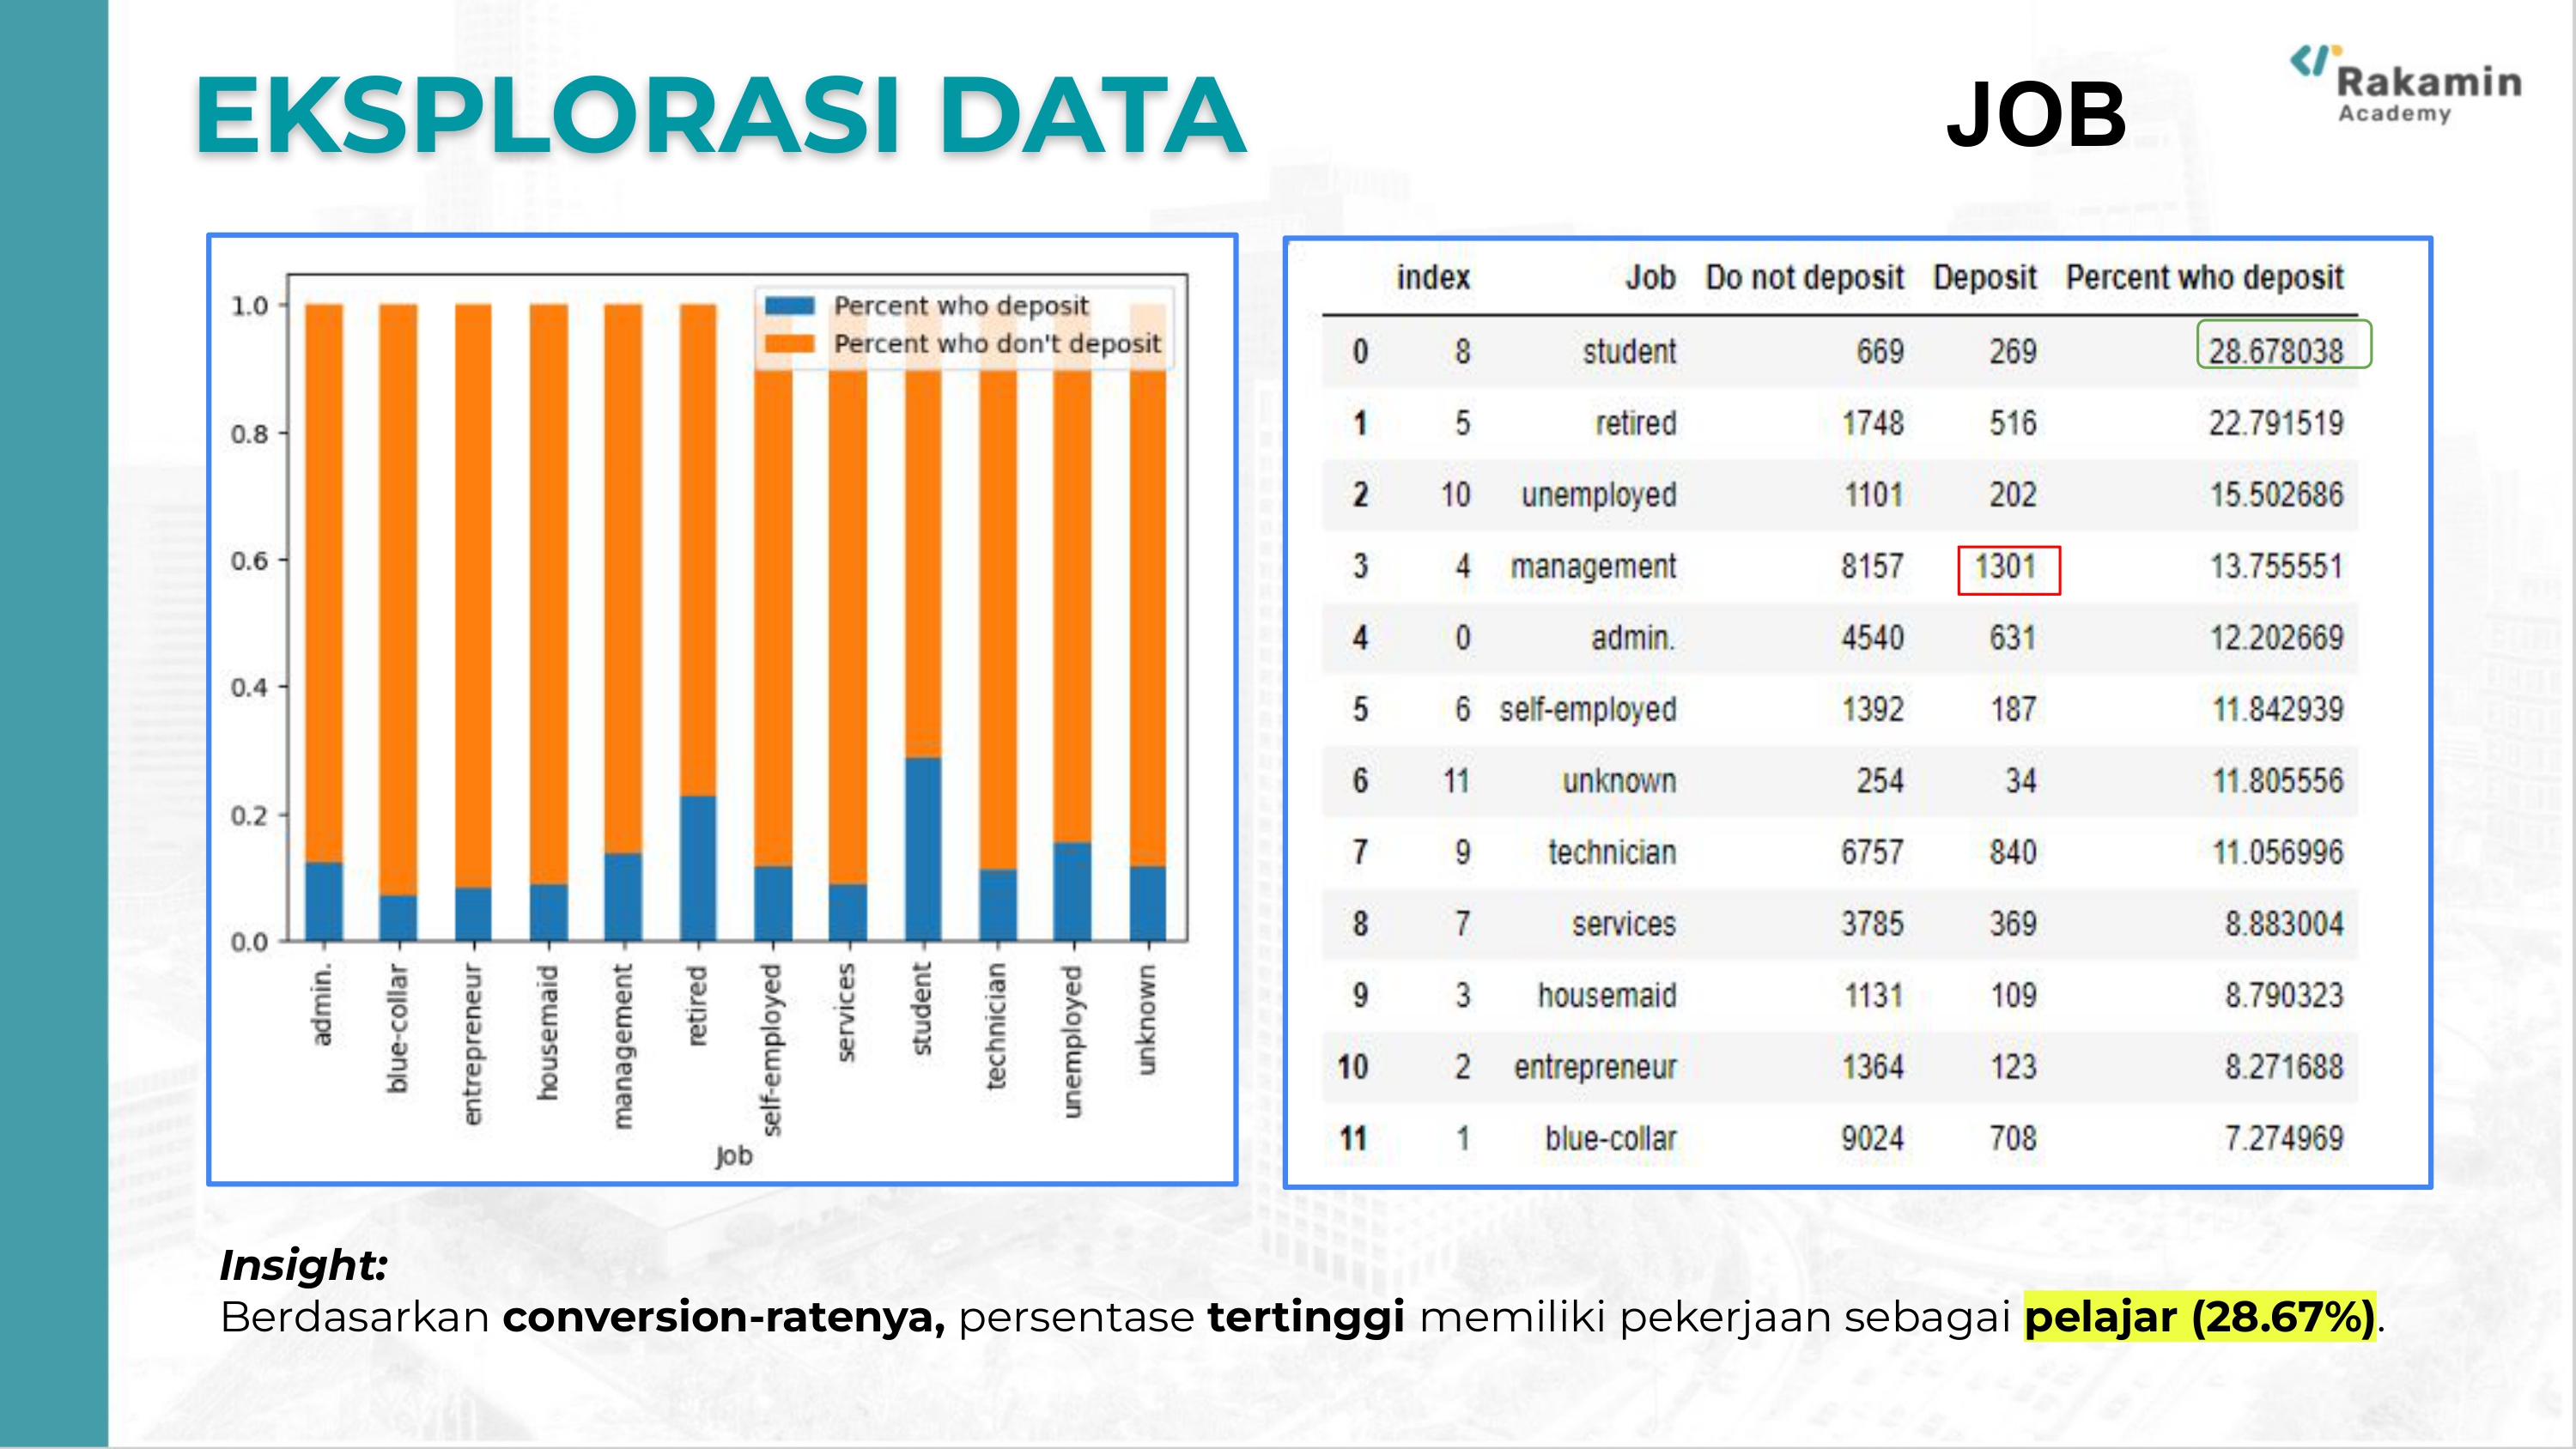 EKSPLORASI DATA
JOB
Rakamin
Academy
Percent who deposit
Percent who don't deposit
1.0
0.8
0.6
0.4
0.2
0.0
admin.
blue-collar
entrepreneur
housemaid
management
retired
self-employed
services
student
technician
unemployed
unknown
Job
index Job Do not deposit Deposit Percent who deposit
0 8 student 669 269 28.678038
1 5 retired 1748 516 22.791519
2 10 unemployed 1101 202 15.502686
3 4 management 8157 1301 13.755551
4 0 admin. 4540 631 12.202669
5 6 self-employed 1392 187 11.842939
6 11 unknown 254 34 11.805556
7 9 technician 6757 840 11.056996
8 7 services 3785 369 8.883004
9 3 housemaid 1131 109 8.790323
10 2 entrepreneur 1364 123 8.271688
11 1 blue-collar 9024 708 7.274969
Insight:
Berdasarkan conversion-ratenya, persentase tertinggi memiliki pekerjaan sebagai pelajar (28.67%).